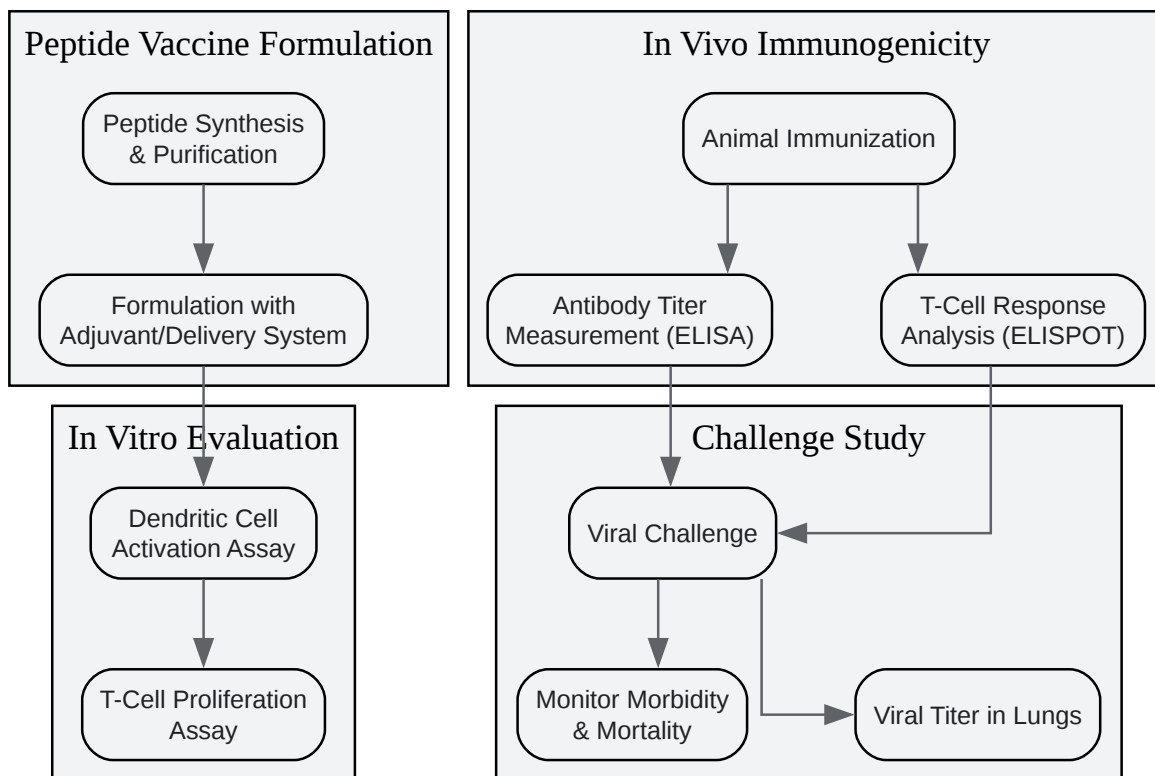 Peptide Vaccine Formulation
Peptide Synthesis
& Purification
Formulation with
Adjuvant/Delivery System
In Vitro Evaluation
Dendritic Cell
Activation Assay
T-Cell Proliferation
Assay
In Vivo Immunogenicity
Animal Immunization
Antibody Titer
Measurement (ELISA)
T-Cell Response
Analysis (ELISPOT)
Challenge Study
Viral Challenge
Monitor Morbidity
& Mortality
Viral Titer in Lungs